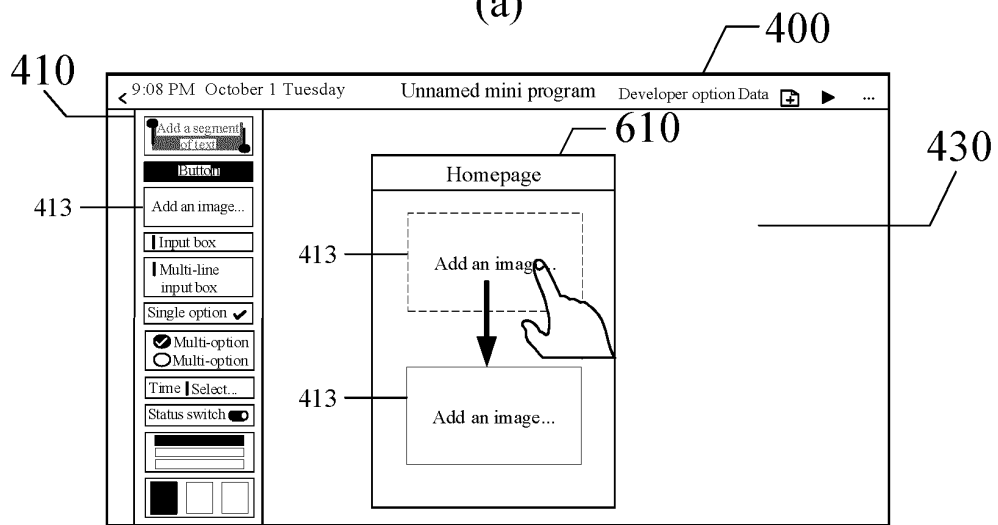 (a)
400
410
9:08 PM October 1 Tuesday Unnamed mini program Developer option Data ...
610
Add a segment
of text
430
Button
Homepage
413
Add an image...
413
Add an image...
Input box
Multi-line
input box
Single option
Multi-option
Multi-option
413
Add an image...
Time Select...
Status switch